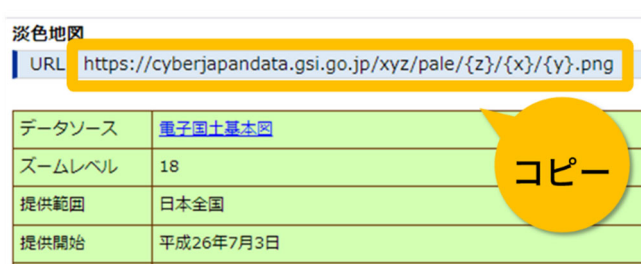 淡色地図
URL https://cyberjapandata.gsi.go.jp/xyz/pale/{z}/{x}/{y}.png
データソース 電子国土基本図
ズームレベル 18
提供範囲 日本全国
提供開始 平成26年7月3日
コピー